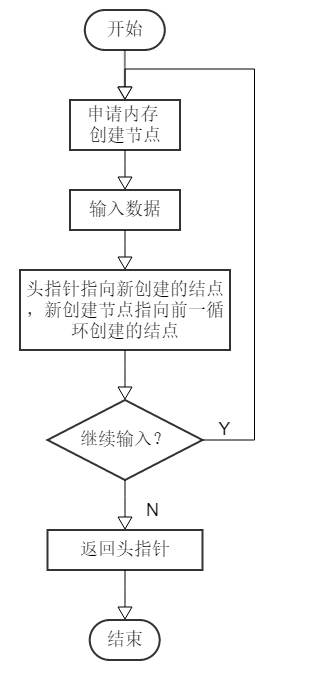 开始
申请内存
创建节点
输入数据
头指针指向新创建的结点
，新创建节点指向前一循
环创建的结点
继续输入？
Y
N
返回头指针
结束